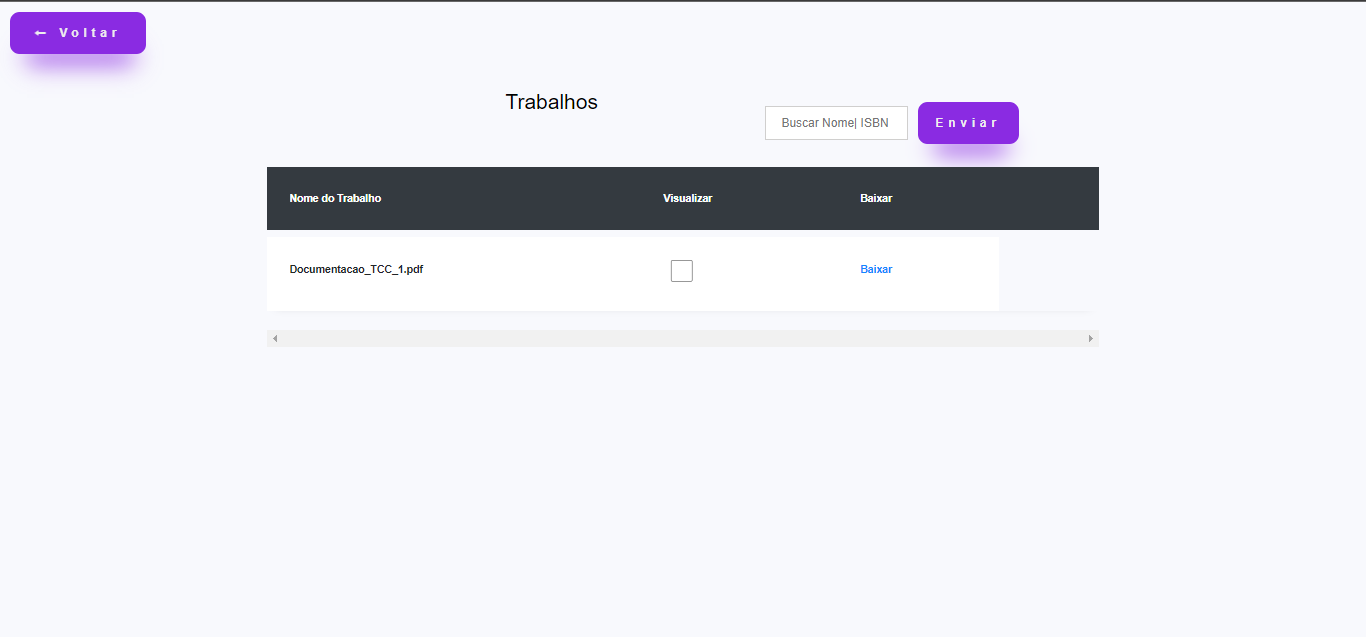 ← Voltar
Trabalhos
Buscar Nome| ISBN
Enviar
Nome do Trabalho Visualizar Baixar
Documentacao_TCC_1.pdf Baixar